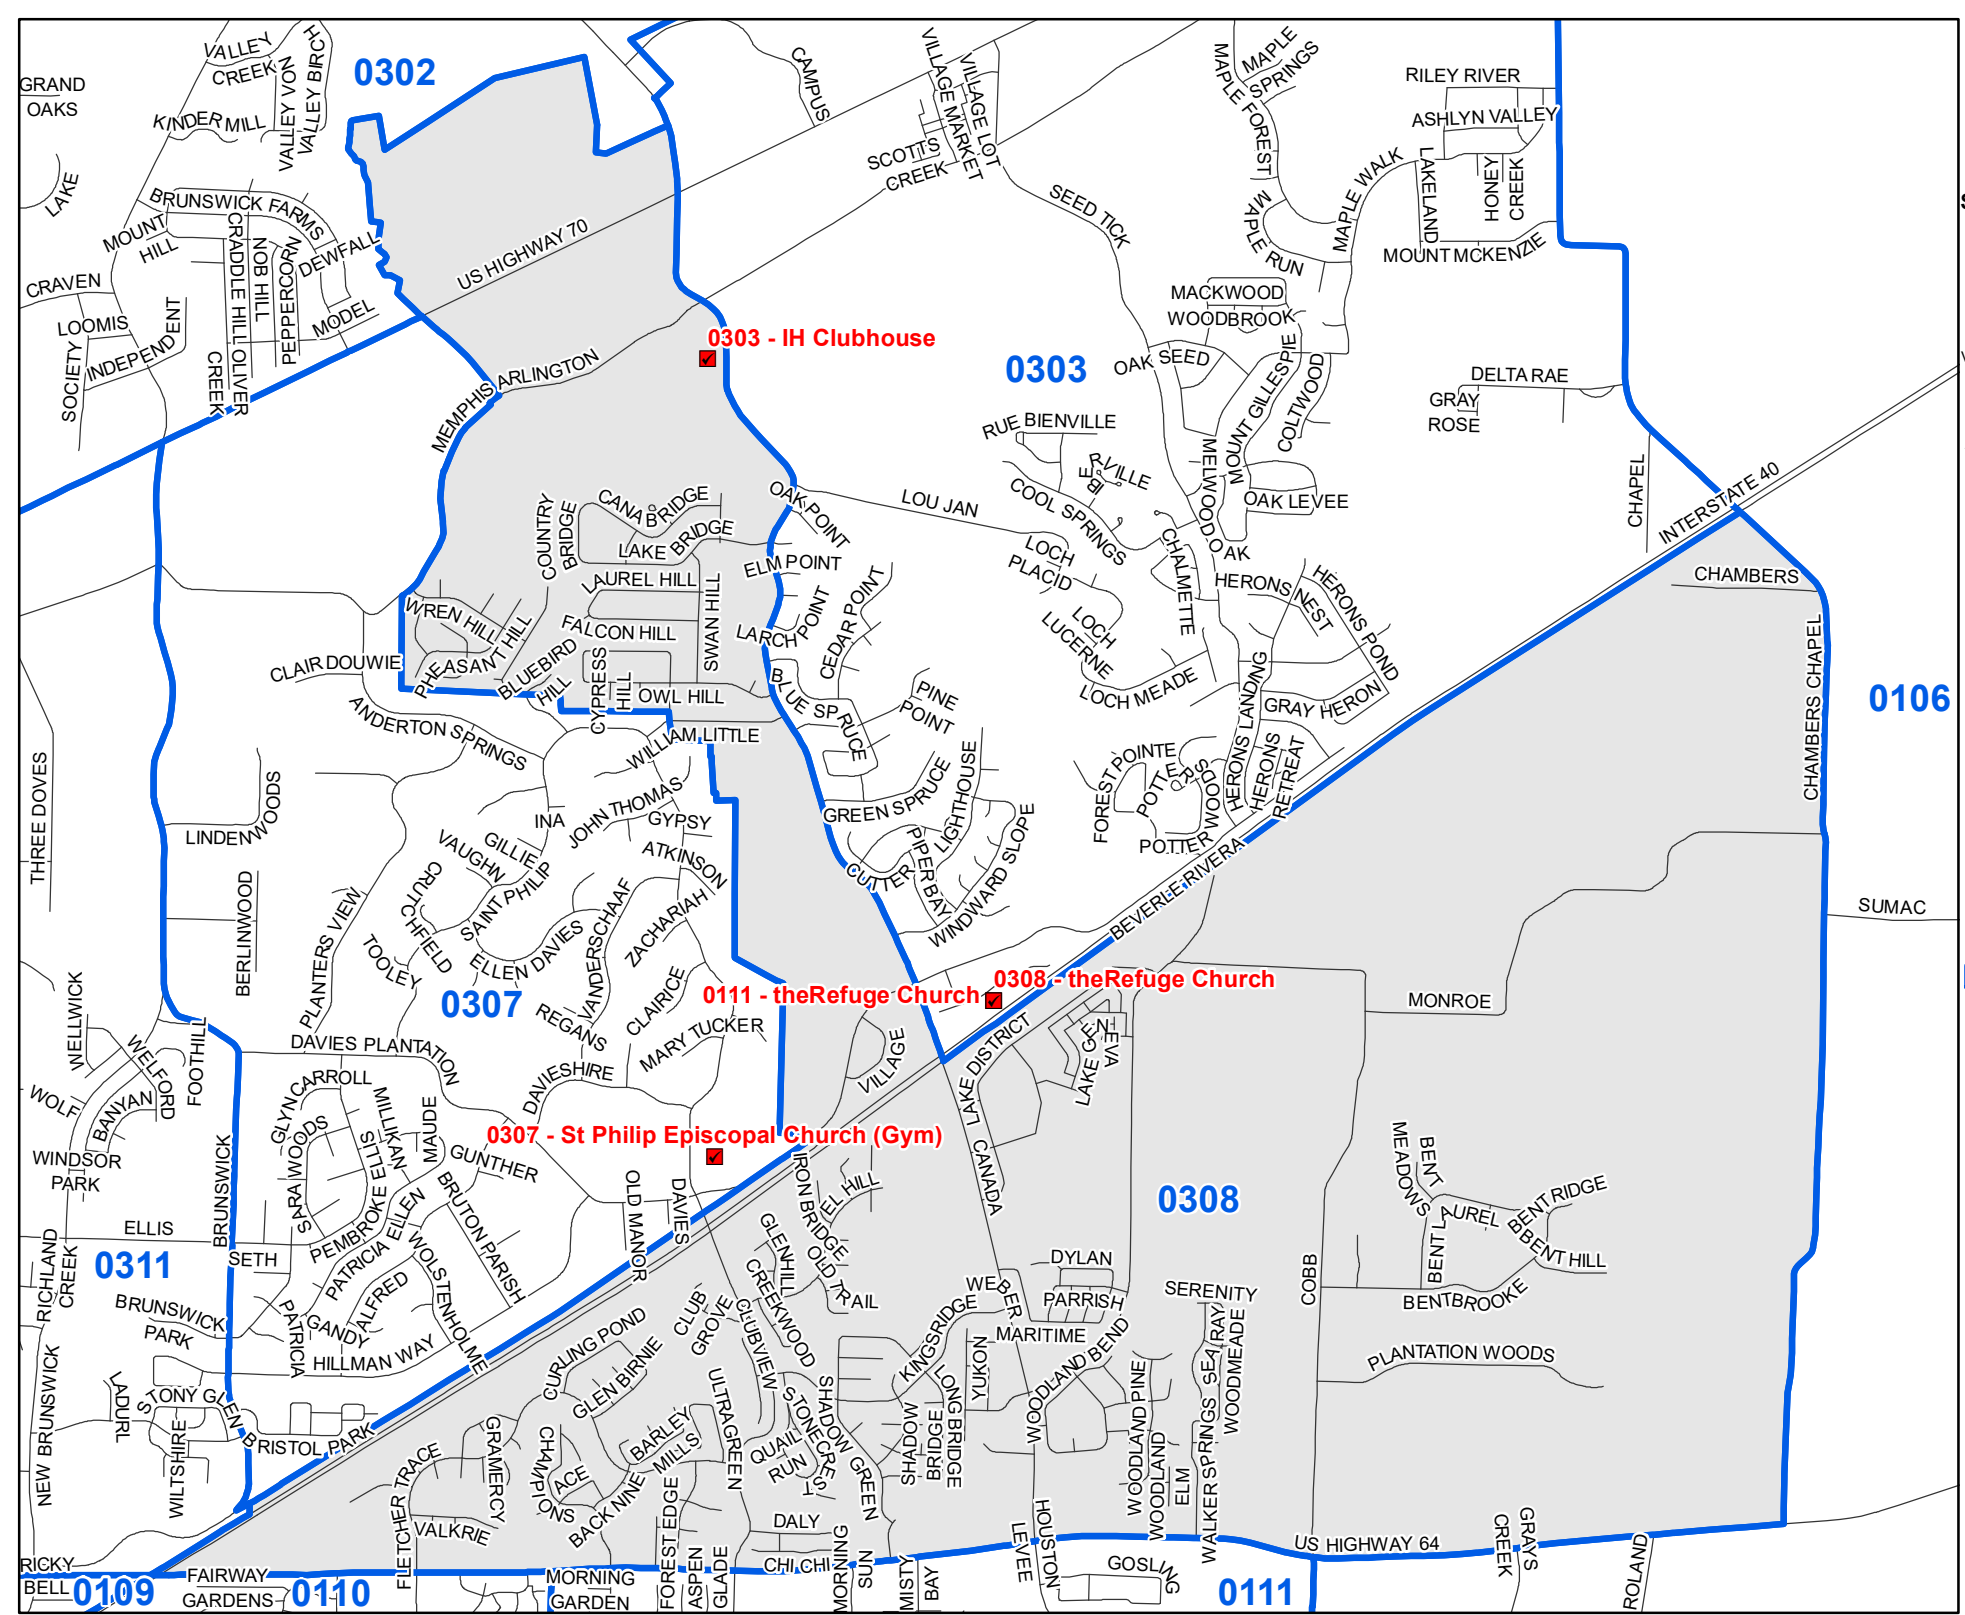 VALLEY
CREEK
VALLEY VON
VALLEY BIRCH
0302
GRAND
OAKS
KINDER MILL
LAKE
CAMPUS
VILLAGE MARKET
VILLAGE LOT
SCOTTS
CREEK
MAPLE
SPRINGS
MAPLE FOREST
RILEY RIVER
ASHLYN VALLEY
LAKELAND
HONEY
CREEK
MAPLE WALK
MAPLE RUN
MOUNT MCKENZIE
SEED TICK
BRUNSWICK FARMS
MOUNT
HILL
CRADDLE HILL
NOB HILL
PEPPERCORN
DEWFALL
MODEL
CRAVEN
LOOMIS
INDEPENDENT
SOCIETY
OLIVER
CREEK
US HIGHWAY 70
MEMPHIS ARLINGTON
0303 - IH Clubhouse
0303
MACKWOOD
WOODBROOK
OAK SEED
MOUNT GILLESPIE
COLTWOOD
MELWOOD OAK
OAK LEVEE
DELTA RAE
GRAY
ROSE
CHAPEL
INTERSTATE 40
RUE BIENVILLE
IBERVILLE
COOL SPRINGS
LOU JAN
LOCH
PLACID
LOCH
LUCERNE
LOCH MEADE
CHALMETTE
HERONS NEST
HERONS POND
GRAY HERON
HERONS LANDING
HERONS
RETREAT
CHAMBERS
CHAMBERS CHAPEL
0106
SUMAC
COUNTRY
BRIDGE
CANA BRIDGE
LAKE BRIDGE
LAUREL HILL
FALCON HILL
SWAN HILL
OAK POINT
ELM POINT
LARCH POINT
CEDAR POINT
WREN HILL
PHEASANT HILL
BLUEBIRD
HILL
CYPRESS
HILL
OWL HILL
BLUE SPRUCE
PINE
POINT
CLAIR DOUWIE
ANDERTON SPRINGS
WILLIAM LITTLE
JOHN THOMAS
GYPSY
ATKINSON
INA
GILLIE
VAUGHN
SAINT PHILIP
CRUTCHFIELD
TOOLEY
ELLEN DAVIES
VANDERSCHAAF
ZACHARIAH
CLAIRICE
REGANS
MARY TUCKER
DAVIESHIRE
0307
GREEN SPRUCE
LIGHTHOUSE
CUTTER
PIPER BAY
WINDWARD SLOPE
FOREST POINTE
POTTER WOODS
POTTER WOOD
BEVERLE RIVERA
THREE DOVES
LINDENWOODS
BERLINWOOD
PLANTERS VIEW
0111 - theRefuge Church
0308 - theRefuge Church
MONROE
LAKE GENEVA
LAKE DISTRICT
VILLAGE
CANADA
WELLWICK
WELFORD
FOOTHILL
WOLF
BANYAN
WINDSOR
PARK
DAVIES PLANTATION
GLYNCARROLL
SARAWOODS
MILLIKAN
ELLIS
MAUDE
GUNTHER
PEMBROKE ELLIS
PATRICIA ELLEN
BRUTON PARISH
WOLSTENHOLME
ALFRED
GANDY
PATRICIA
HILLMAN WAY
0307 - St Philip Episcopal Church (Gym)
OLD MANOR
DAVIES
IRON BRIDGE
EL HILL
OLD TRAIL
GLENHILL
CREEKWOOD
ELLIS
SETH
BRUNSWICK
0311
RICHLAND
CREEK
BRUNSWICK
PARK
NEW BRUNSWICK
LADURL
STONY GLEN
WILTSHIRE
BRISTOL PARK
0308
COBB
BENT
MEADOWS
BENT LAUREL
BENT RIDGE
BENT HILL
BENTBROOKE
PLANTATION WOODS
DYLAN
WEBER
PARRISH
MARITIME
SERENITY
SEA RAY
WOODMEADE
WOODLAND BEND
WOODLAND PINE
WOODLAND
ELM
WALKER SPRINGS
KINGSRIDGE
YUKON
LONG BRIDGE
SHADOW
BRIDGE
SHADOW GREEN
STONECREST
QUAIL
RUN
CLUB
GROVE
CLUBVIEW
ULTRAGREEN
CURLING POND
GLEN BIRNIE
BARLEY
MILLS
BACK NINE
ACE
CHAMPIONS
GRAMERCY
VALKRIE
FLETCHER TRACE
FOREST EDGE
ASPEN
GLADE
DALY
CHI CHI
MORNING
SUN
MISTY
BAY
HOUSTON
LEVEE
GOSLING
US HIGHWAY 64
GRAYS
CREEK
ROLAND
0111
RICKY
BELL
0109
FAIRWAY
GARDENS
0110
MORNING
GARDEN